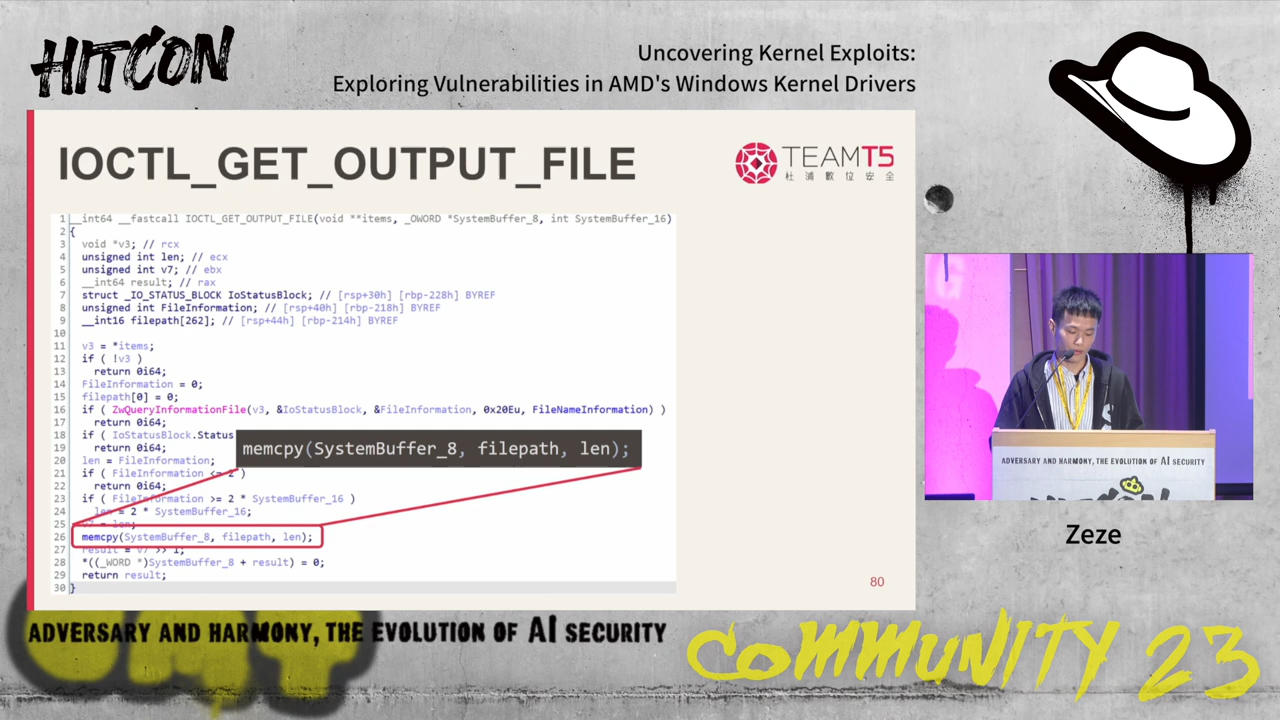 HITCON
Uncovering Kernel Exploits:
Exploring Vulnerabilities in AMD's Windows Kernel Drivers
IOCTL_GET_OUTPUT_FILE
TEAMT5
杜浦數位安全
1 __int64 __fastcall IOCTL_GET_OUTPUT_FILE(void **items, _OWORD *SystemBuffer_8, int SystemBuffer_16)
2 {
3 void *v3; // rcx
4 unsigned int len; // ecx
5 unsigned int v7; // ebx
6 __int64 result; // rax
7 struct _IO_STATUS_BLOCK IoStatusBlock; // [rsp+30h] [rbp-228h] BYREF
8 unsigned int FileInformation; // [rsp+40h] [rbp-218h] BYREF
9 __int16 filepath[262]; // [rsp+44h] [rbp-214h] BYREF
10
11 v3 = *items;
12 if ( !v3 )
13 return 0i64;
14 FileInformation = 0;
15 filepath[0] = 0;
16 if ( ZwQueryInformationFile(v3, &IoStatusBlock, &FileInformation, 0x20Eu, FileNameInformation) )
17 return 0i64;
18 if ( IoStatusBlock.Status
19 return 0i64;
20 len = FileInformation;
21 if ( FileInformation <= 2 )
22 return 0i64;
23 if ( FileInformation >= 2 * SystemBuffer_16 )
24 len = 2 * SystemBuffer_16;
25 v7 = len;
26 memcpy(SystemBuffer_8, filepath, len);
27 result = v7 >> 1;
28 *((_WORD *)SystemBuffer_8 + result) = 0;
29 return result;
30 }
memcpy(SystemBuffer_8, filepath, len);
80
ADVERSARY AND HARMONY, THE EVOLUTION OF AI SECURITY
Zeze
ADVERSARY AND HARMONY, THE EVOLUTION OF AI SECURITY
COMMUNITY 23